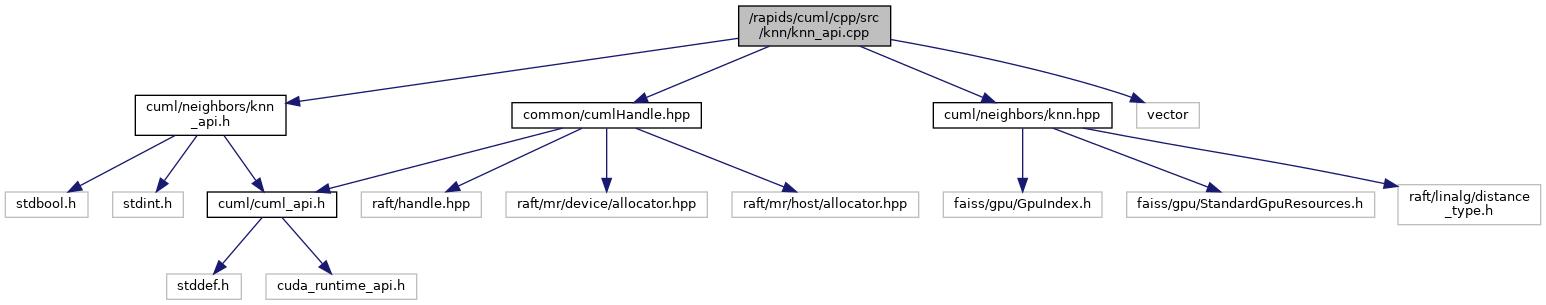 /rapids/cuml/cpp/src
/knn/knn_api.cpp
cuml/neighbors/knn
_api.h
common/cumlHandle.hpp
cuml/neighbors/knn.hpp
vector
stdbool.h
stdint.h
cuml/cuml_api.h
raft/handle.hpp
raft/mr/device/allocator.hpp
raft/mr/host/allocator.hpp
faiss/gpu/GpuIndex.h
faiss/gpu/StandardGpuResources.h
raft/linalg/distance
_type.h
stddef.h
cuda_runtime_api.h